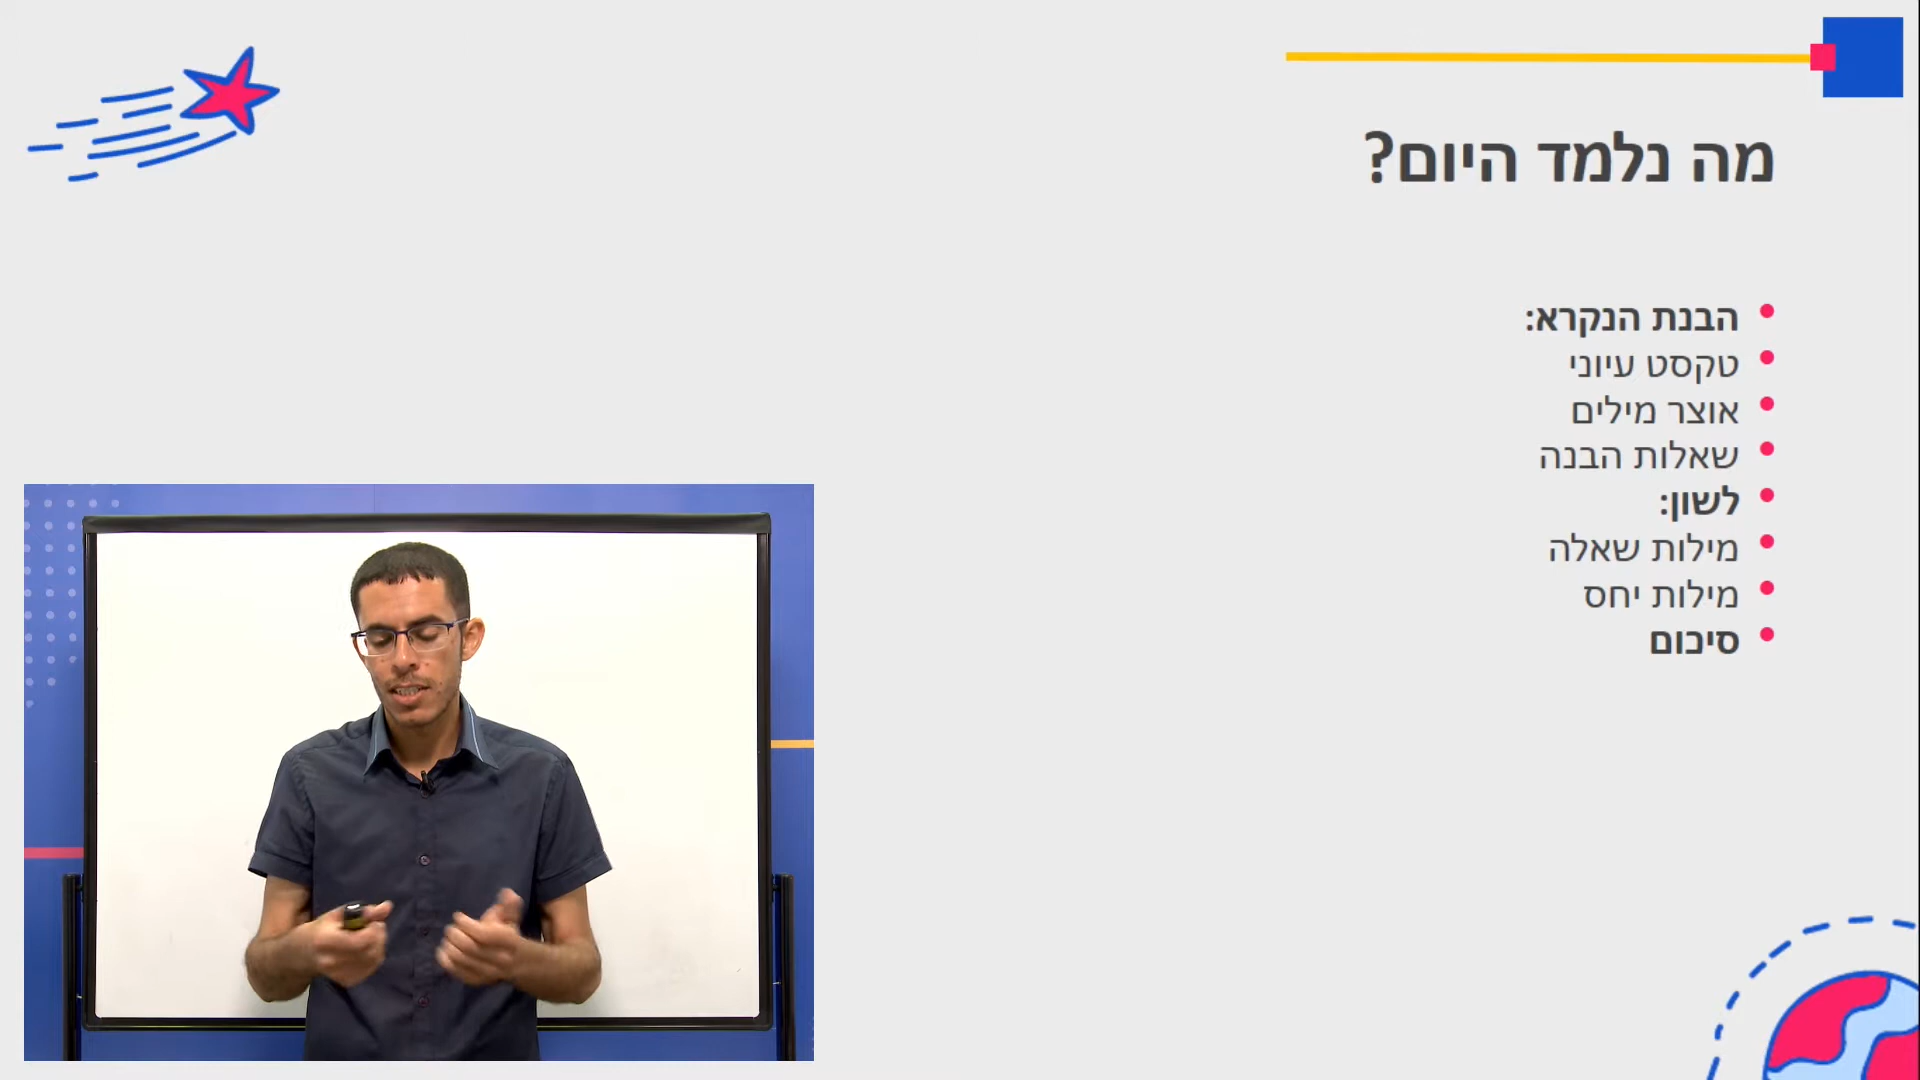 מה נלמד היום?
הבנת הנקרא:
טקסט עיוני
אוצר מילים
שאלות הבנה
לשון:
מילות שאלה
מילות יחס
סיכום